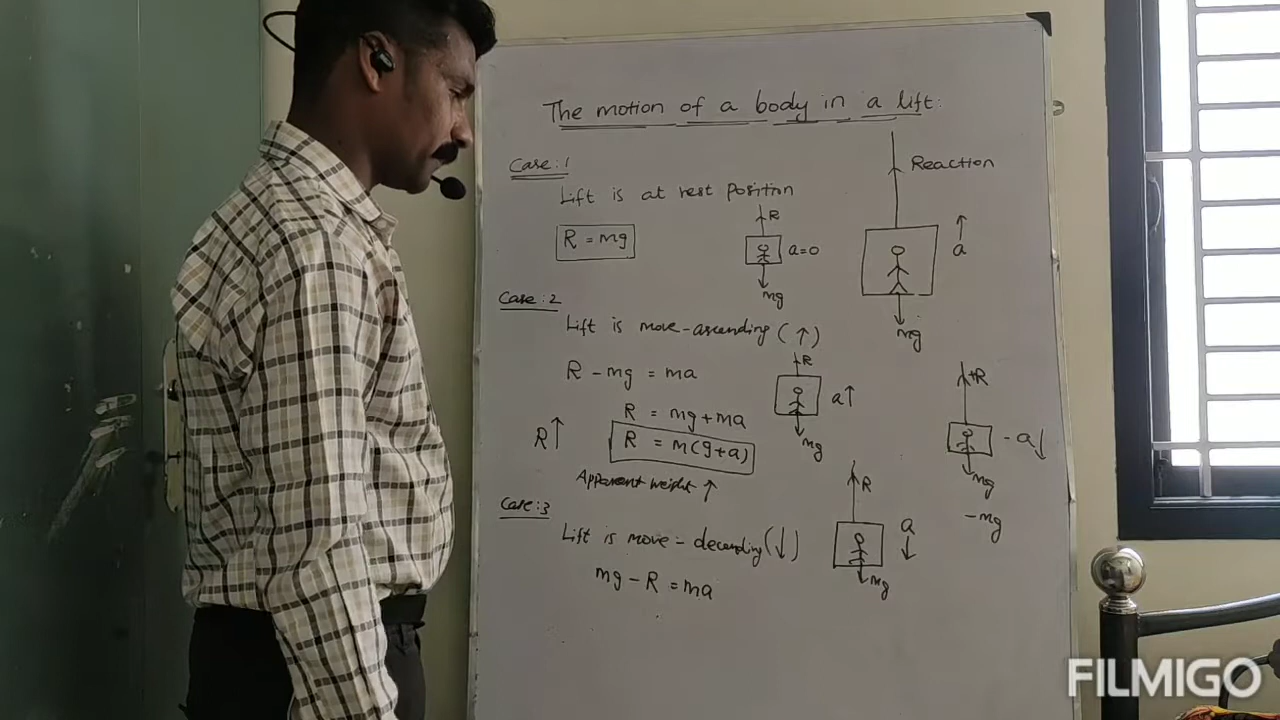 The motion of a body in a lift:
Case:1
Reaction
Lift is at rest position
R
R = mg
a=0
a
mg
mg
Case:2
Lift is move-ascending (↑)
R
R - mg = ma
a↑
+R
R = mg+ma
R↑
R = m(g+a)
mg
- a↓
Apparent weight ↑
mg
-mg
Case:3
R
Lift is move-decending(↓)
a
↓
mg - R = ma
mg
FILMIGO